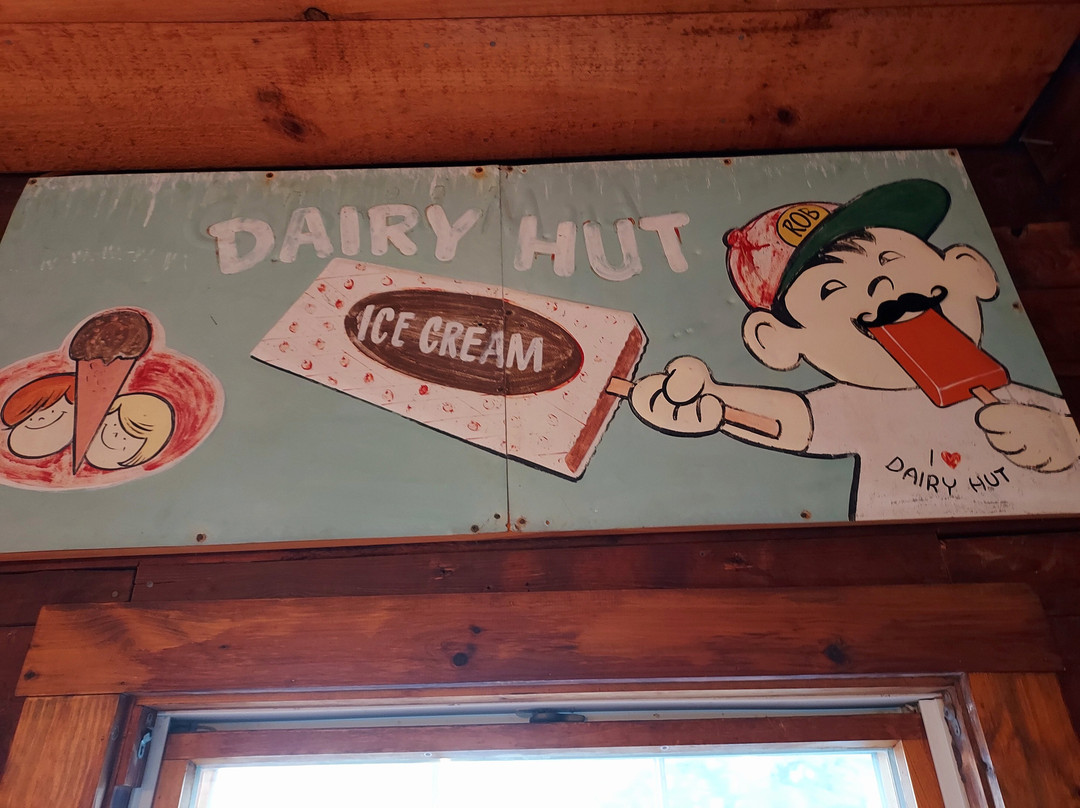 DAIRY HUT
ROB
ICE CREAM
I ❤
DAIRY HUT